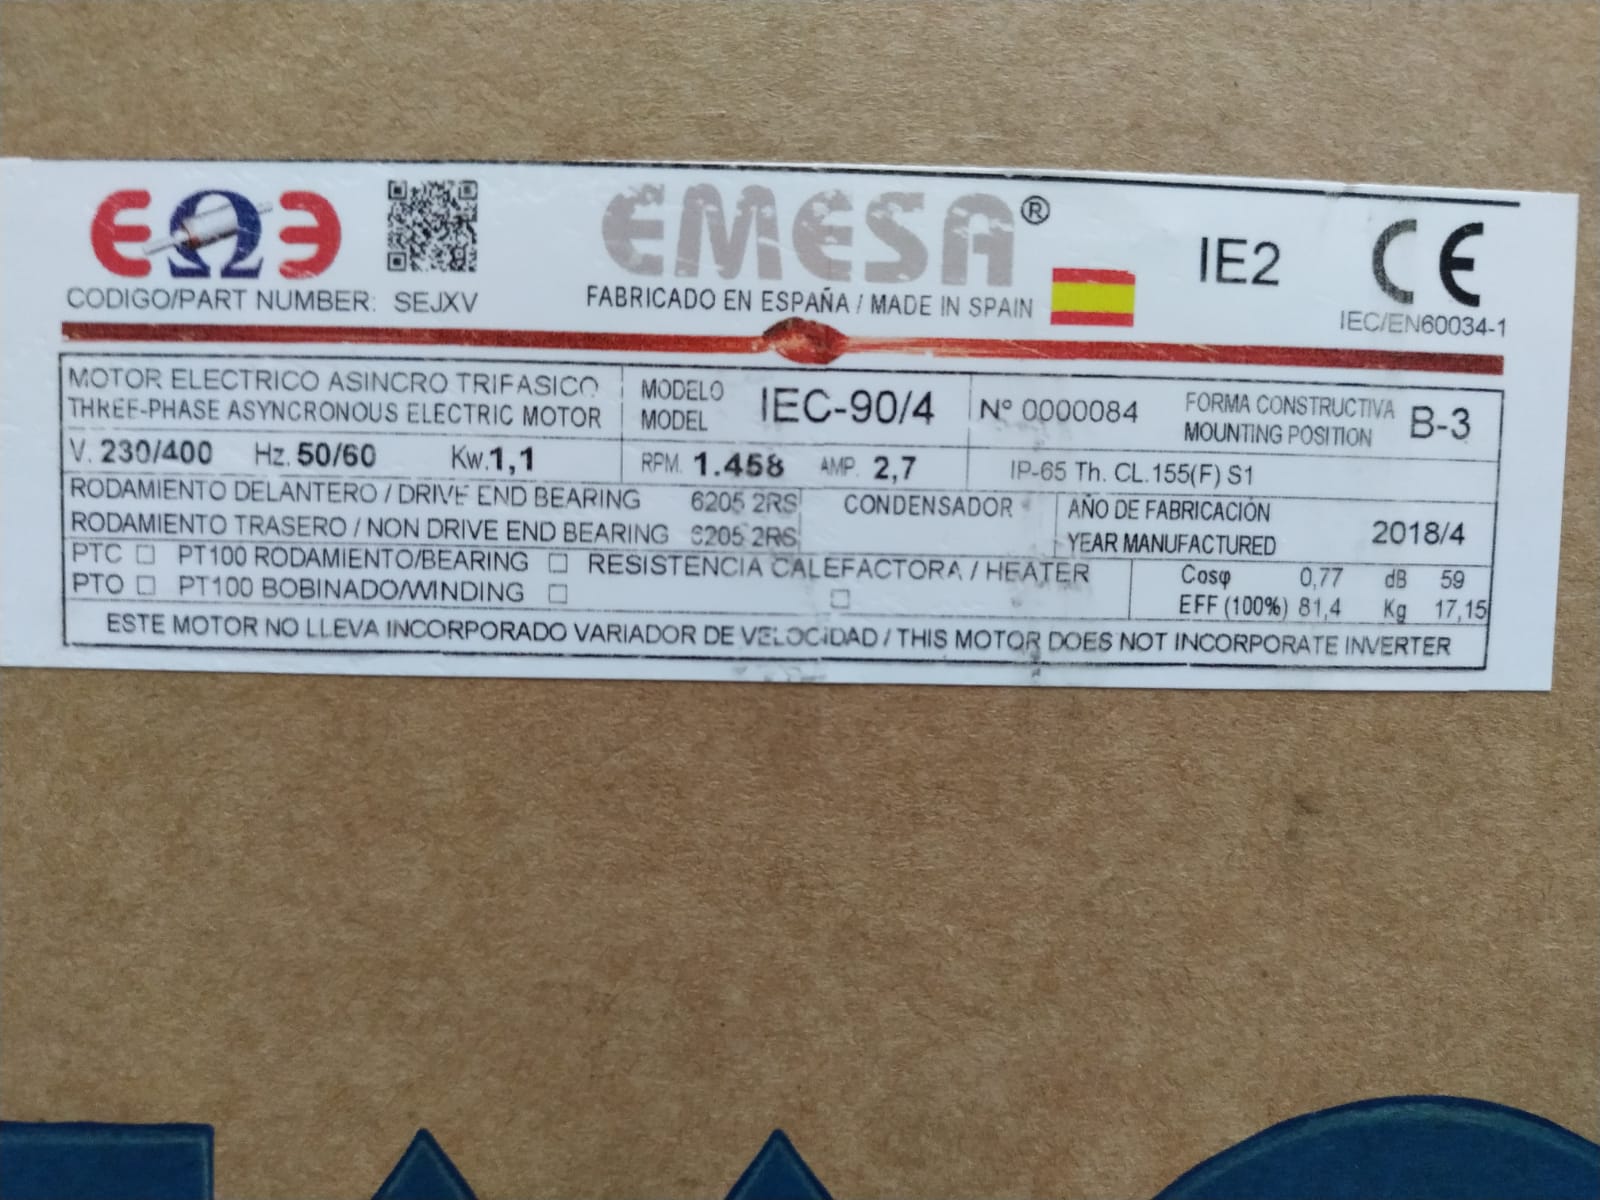 EΩE
EMESA®
IE2
CE
CODIGO/PART NUMBER: SEJXV
FABRICADO EN ESPAÑA / MADE IN SPAIN
IEC/EN60034-1
MOTOR ELECTRICO ASINCRO TRIFASICO
THREE-PHASE ASYNCRONOUS ELECTRIC MOTOR
MODELO
MODEL
IEC-90/4
Nº 0000084
FORMA CONSTRUCTIVA
MOUNTING POSITION
B-3
V. 230/400 Hz. 50/60 Kw.1,1
RPM. 1.458 AMP. 2,7
IP-65 Th. CL.155(F) S1
RODAMIENTO DELANTERO / DRIVE END BEARING 6205 2RS
RODAMIENTO TRASERO / NON DRIVE END BEARING 6205 2RS
CONDENSADOR
AÑO DE FABRICACIÓN
YEAR MANUFACTURED
2018/4
PTC □ PT100 RODAMIENTO/BEARING □
PTO □ PT100 BOBINADO/WINDING □
RESISTENCIA CALEFACTORA / HEATER
□
Cosφ 0,77 dB 59
EFF (100%) 81,4 Kg 17,15
ESTE MOTOR NO LLEVA INCORPORADO VARIADOR DE VELOCIDAD / THIS MOTOR DOES NOT INCORPORATE INVERTER